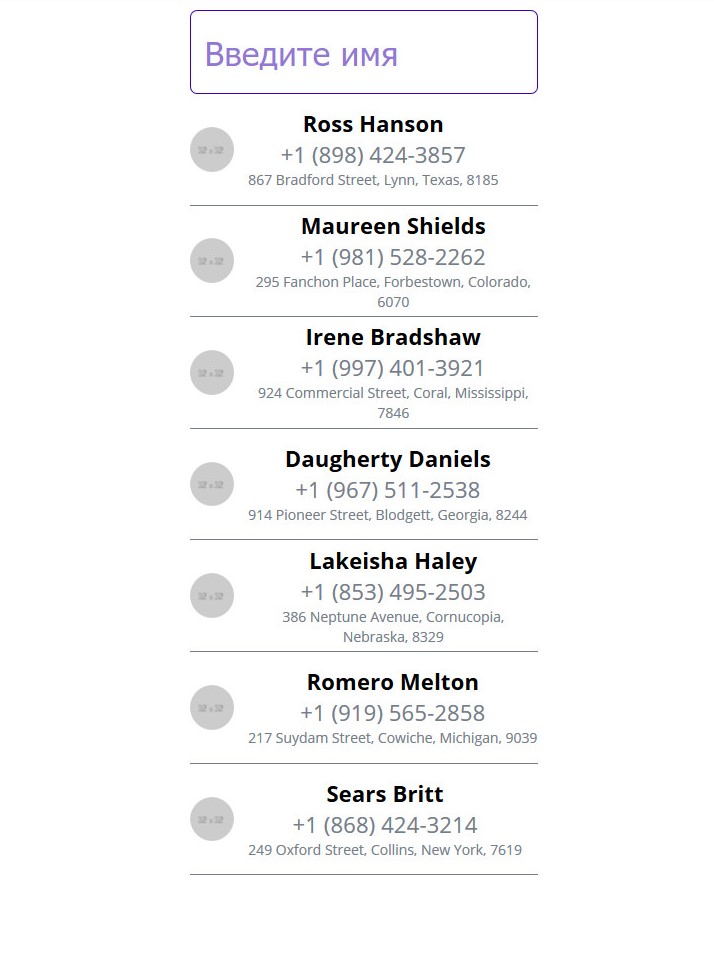 Введите имя
Ross Hanson
+1 (898) 424-3857
867 Bradford Street, Lynn, Texas, 8185
Maureen Shields
+1 (981) 528-2262
295 Fanchon Place, Forbestown, Colorado,
6070
Irene Bradshaw
+1 (997) 401-3921
924 Commercial Street, Coral, Mississippi,
7846
Daugherty Daniels
+1 (967) 511-2538
914 Pioneer Street, Blodgett, Georgia, 8244
Lakeisha Haley
+1 (853) 495-2503
386 Neptune Avenue, Cornucopia,
Nebraska, 8329
Romero Melton
+1 (919) 565-2858
217 Suydam Street, Cowiche, Michigan, 9039
Sears Britt
+1 (868) 424-3214
249 Oxford Street, Collins, New York, 7619